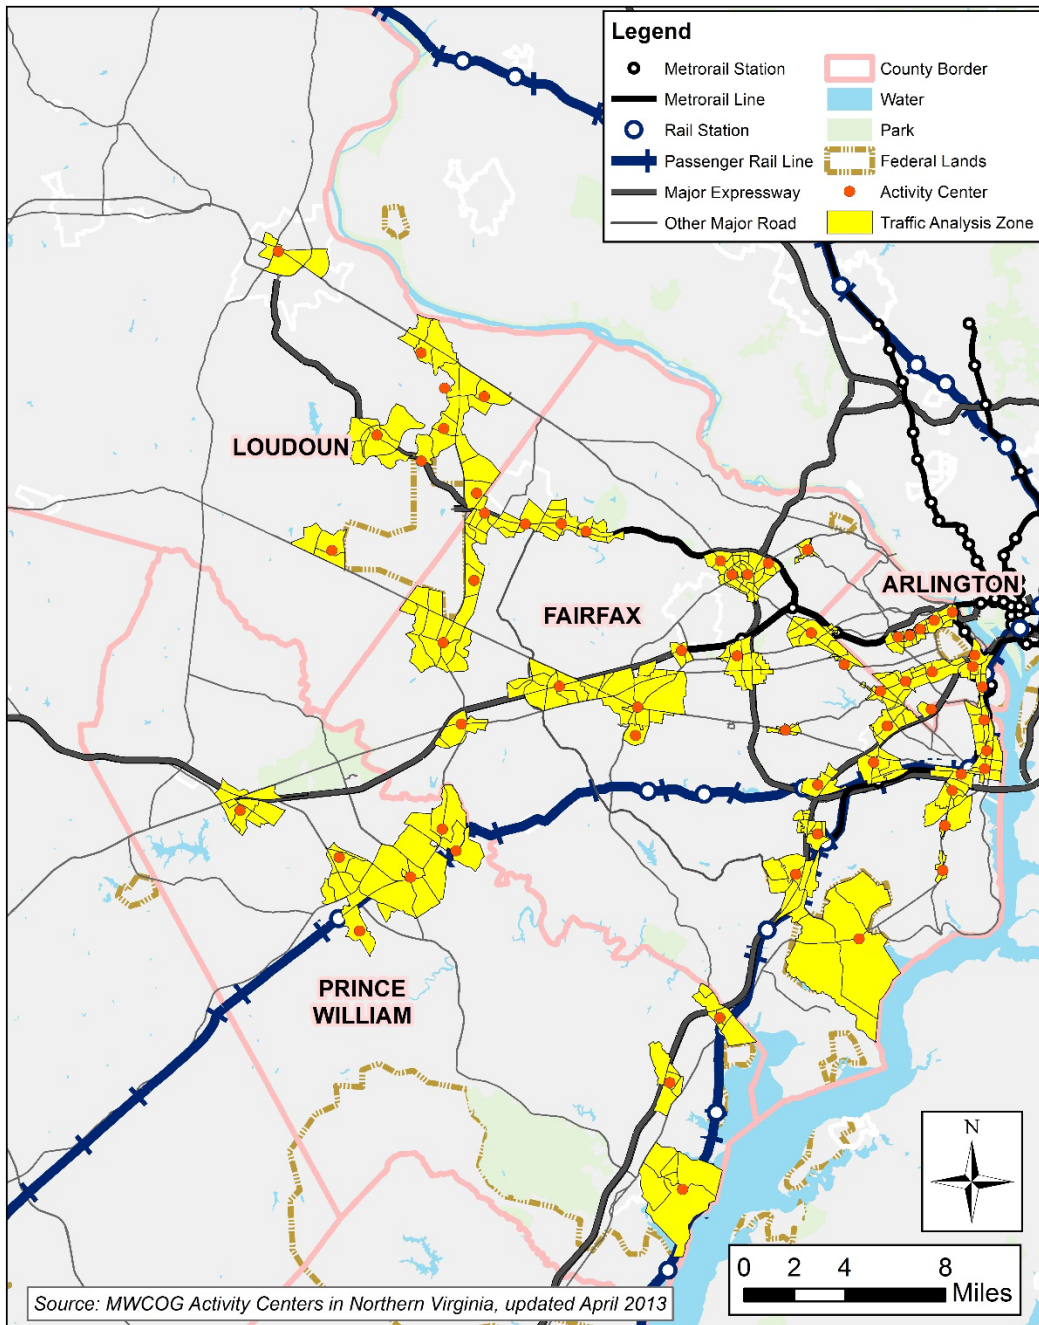 Legend
Metrorail Station
Metrorail Line
Rail Station
Passenger Rail Line
Major Expressway
Other Major Road
County Border
Water
Park
Federal Lands
Activity Center
Traffic Analysis Zone
LOUDOUN
FAIRFAX
ARLINGTON
PRINCE
WILLIAM
N
0 2 4 8
Miles
Source: MWCOG Activity Centers in Northern Virginia, updated April 2013